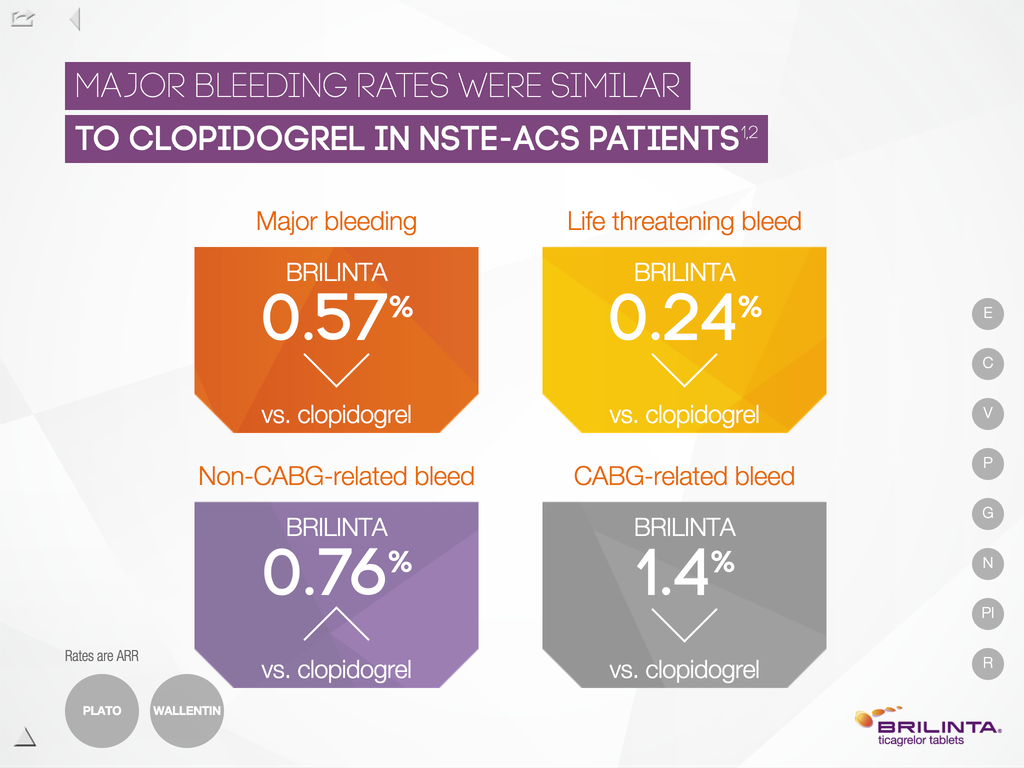 MAJOR BLEEDING RATES WERE SIMILAR
TO CLOPIDOGREL IN NSTE-ACS PATIENTS1,2
Major bleeding
BRILINTA
0.57%
vs. clopidogrel
Life threatening bleed
BRILINTA
0.24%
vs. clopidogrel
Non-CABG-related bleed
BRILINTA
0.76%
vs. clopidogrel
CABG-related bleed
BRILINTA
1.4%
vs. clopidogrel
E
C
V
P
G
N
PI
R
Rates are ARR
PLATO
WALLENTIN
BRILINTA®
ticagrelor tablets